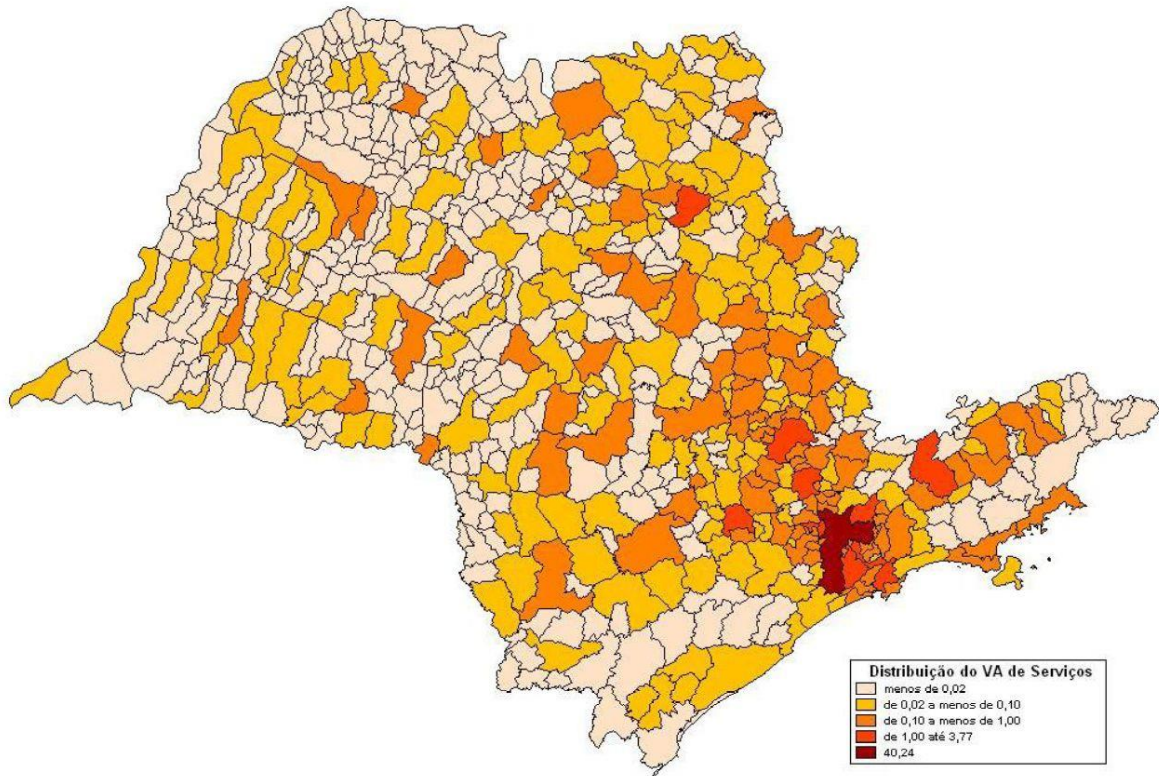 Distribuição do VA de Serviços
menos de 0,02
de 0,02 a menos de 0,10
de 0,10 a menos de 1,00
de 1,00 até 3,77
40,24